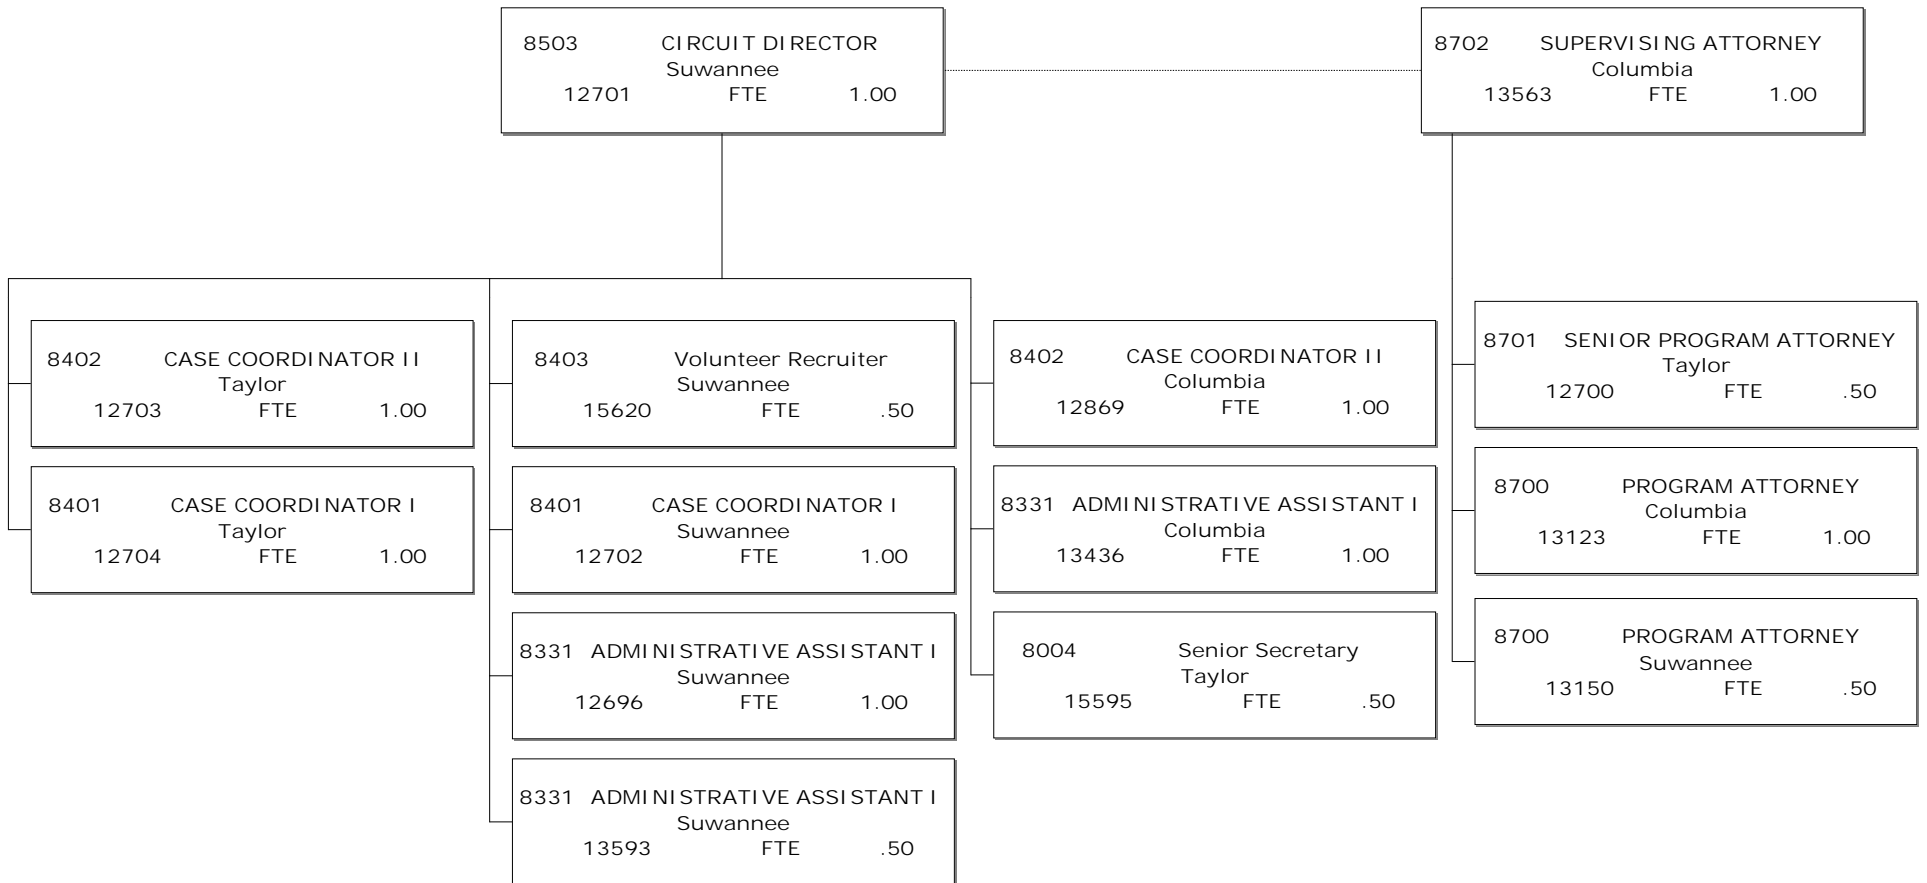 8503 CIRCUIT DIRECTOR
Suwannee
12701 FTE 1.00
8702 SUPERVISING ATTORNEY
Columbia
13563 FTE 1.00
8402 CASE COORDINATOR II
Taylor
12703 FTE 1.00
8401 CASE COORDINATOR I
Taylor
12704 FTE 1.00
8403 Volunteer Recruiter
Suwannee
15620 FTE .50
8401 CASE COORDINATOR I
Suwannee
12702 FTE 1.00
8331 ADMINISTRATIVE ASSISTANT I
Suwannee
12696 FTE 1.00
8331 ADMINISTRATIVE ASSISTANT I
Suwannee
13593 FTE .50
8402 CASE COORDINATOR II
Columbia
12869 FTE 1.00
8331 ADMINISTRATIVE ASSISTANT I
Columbia
13436 FTE 1.00
8004 Senior Secretary
Taylor
15595 FTE .50
8701 SENIOR PROGRAM ATTORNEY
Taylor
12700 FTE .50
8700 PROGRAM ATTORNEY
Columbia
13123 FTE 1.00
8700 PROGRAM ATTORNEY
Suwannee
13150 FTE .50